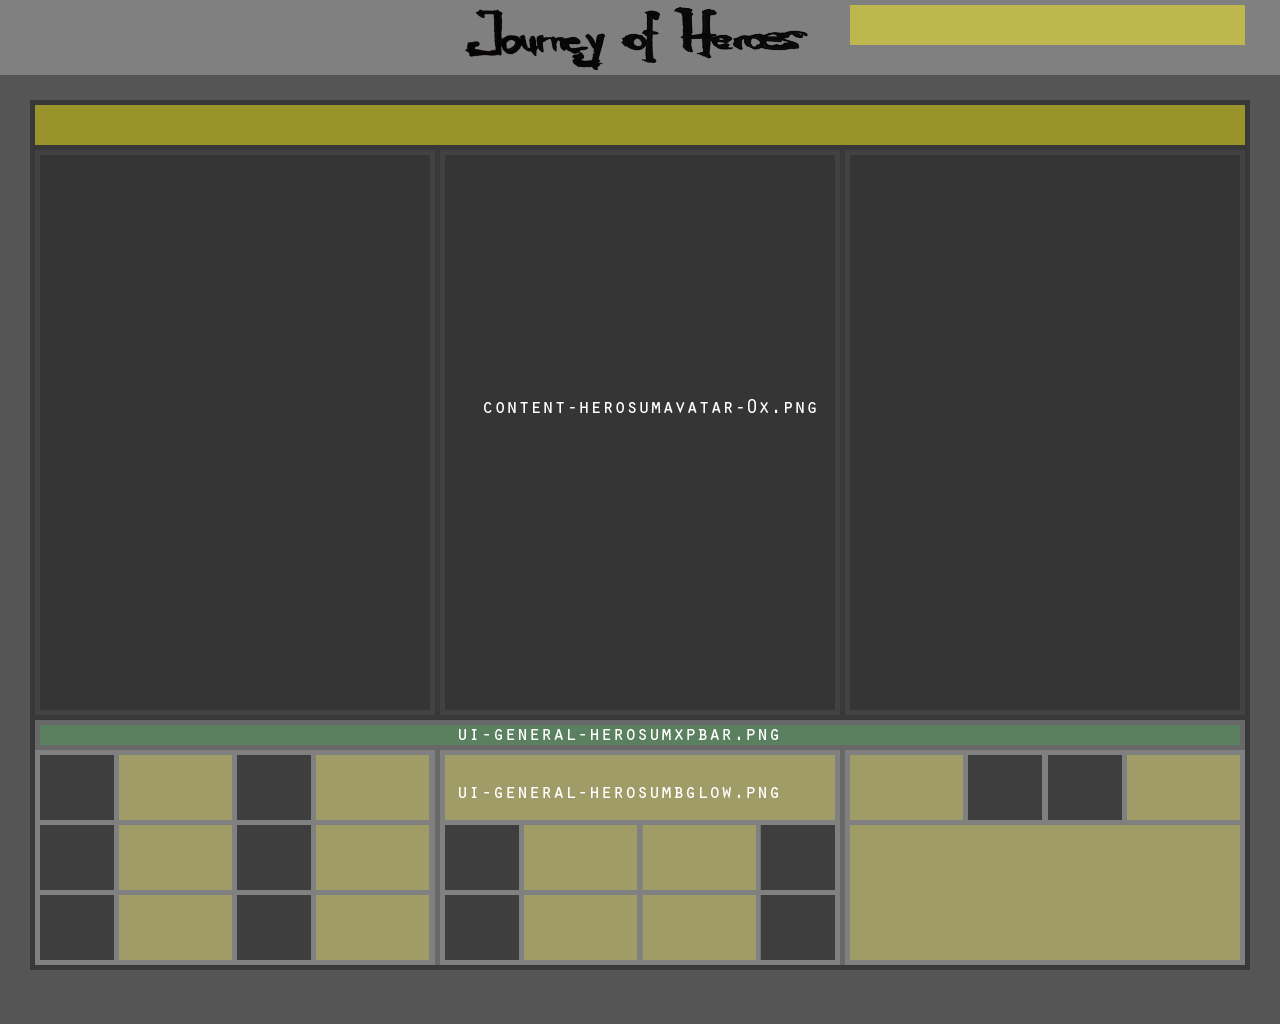 Journey of Heroes
content-herosumavatar-0x.png
ui-general-herosumxpbar.png
ui-general-herosumbglow.png